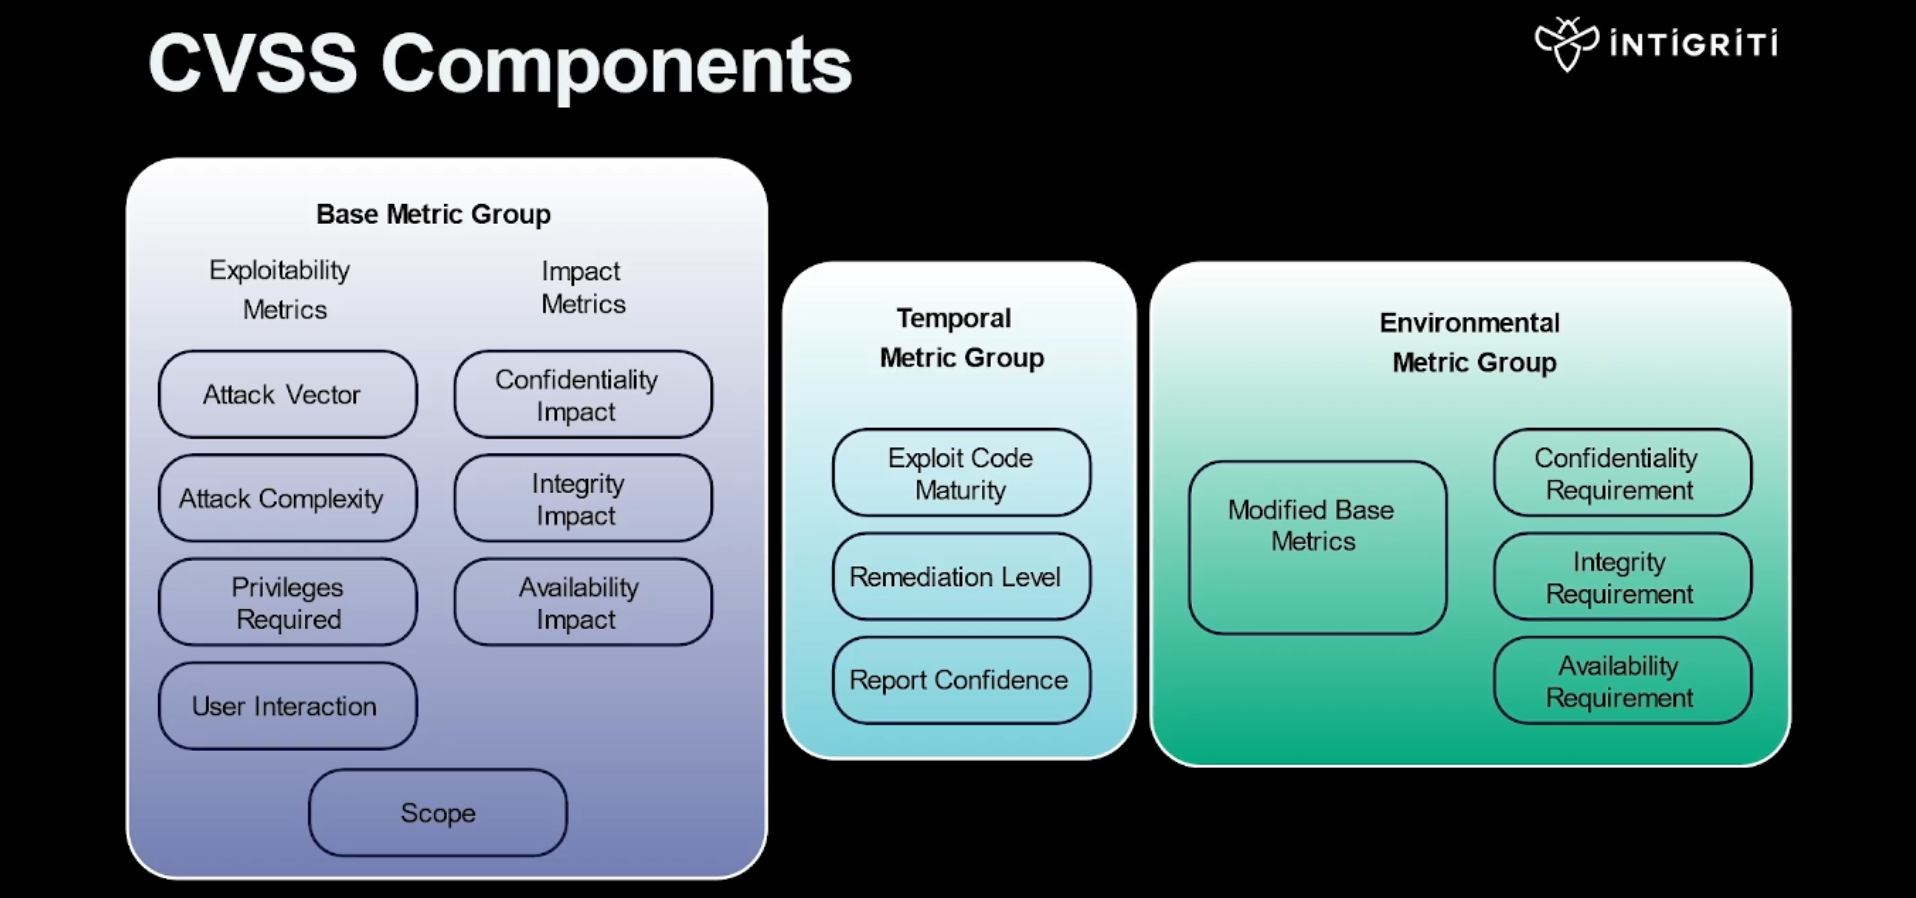 CVSS Components
INTIGRITI
Base Metric Group
Exploitability
Metrics
Impact
Metrics
Attack Vector
Confidentiality
Impact
Attack Complexity
Integrity
Impact
Privileges
Required
Availability
Impact
User Interaction
Scope
Temporal
Metric Group
Exploit Code
Maturity
Remediation Level
Report Confidence
Environmental
Metric Group
Modified Base
Metrics
Confidentiality
Requirement
Integrity
Requirement
Availability
Requirement